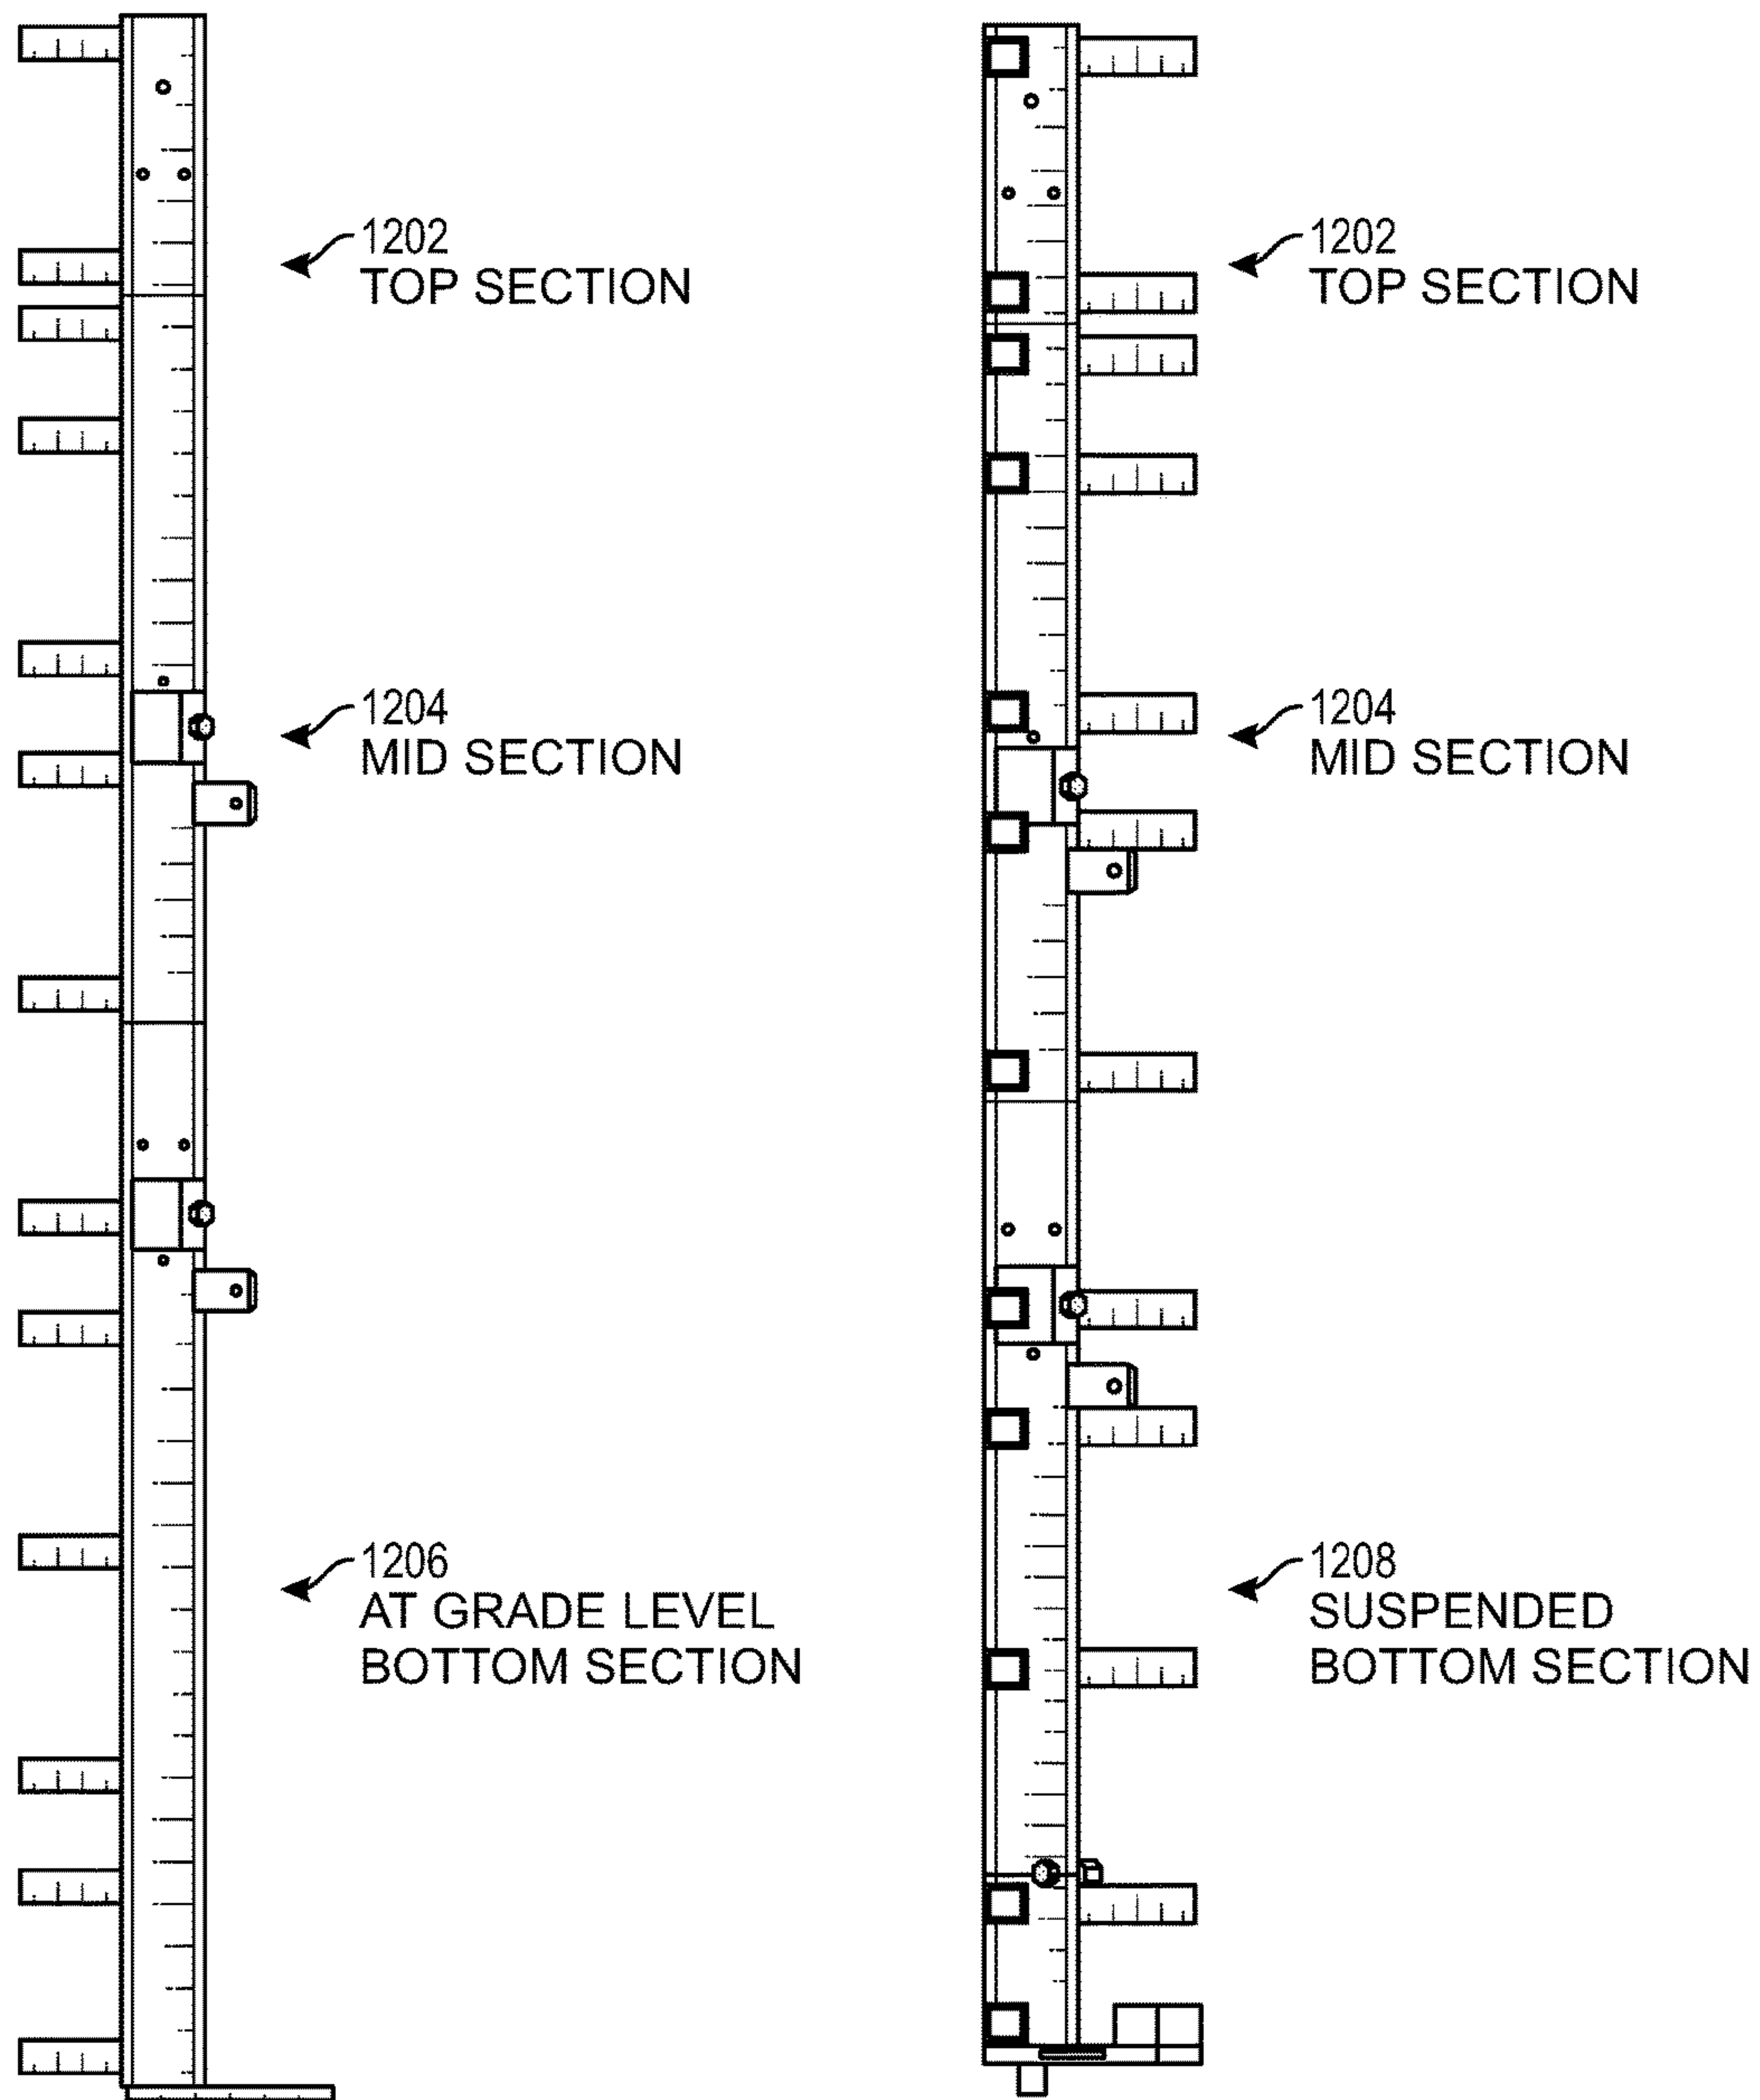 1202
TOP SECTION
1204
MID SECTION
1206
AT GRADE LEVEL
BOTTOM SECTION
1202
TOP SECTION
1204
MID SECTION
1208
SUSPENDED
BOTTOM SECTION